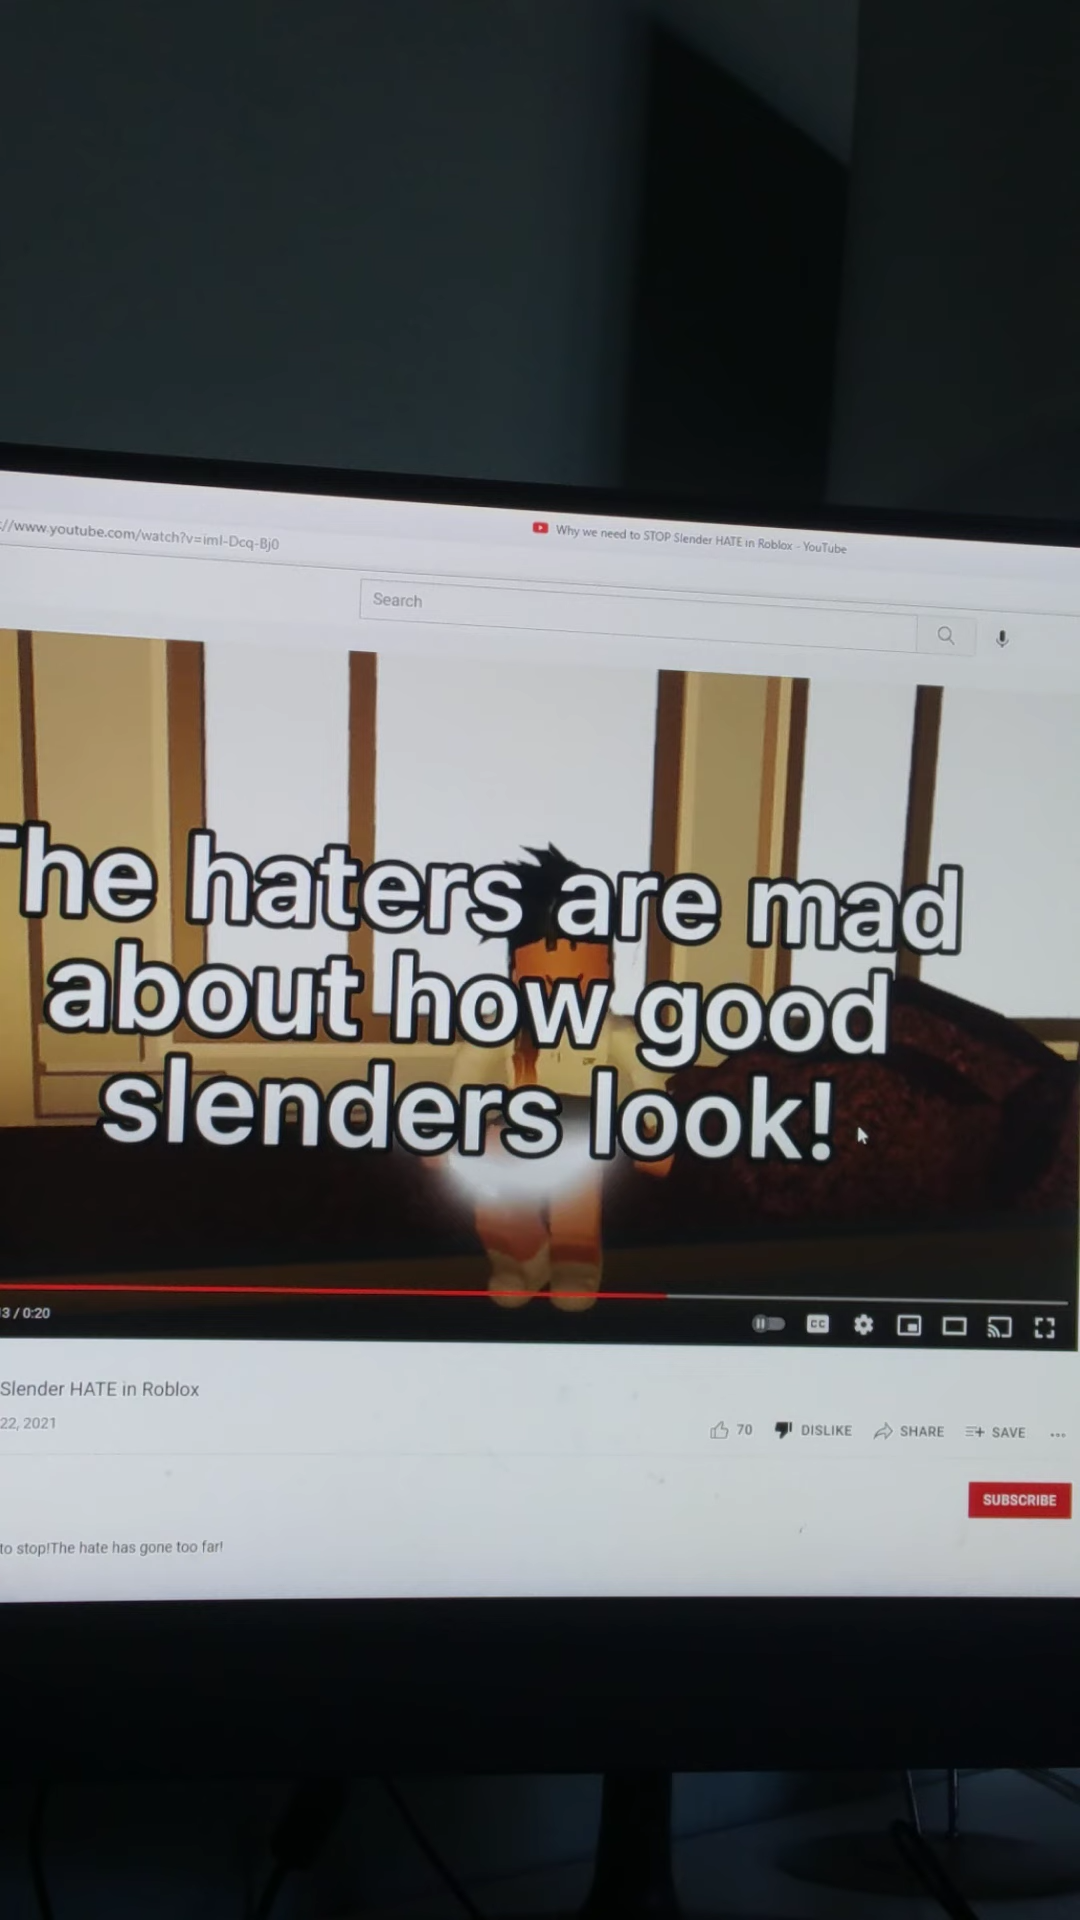 ://www.youtube.com/watch?v=iml-Dcq-Bj0
Why we need to STOP Slender HATE in Roblox - YouTube
Search
The haters are mad
about how good
slenders look!
3 / 0:20
CC
Slender HATE in Roblox
22, 2021
70 DISLIKE SHARE SAVE
SUBSCRIBE
to stop!The hate has gone too far!